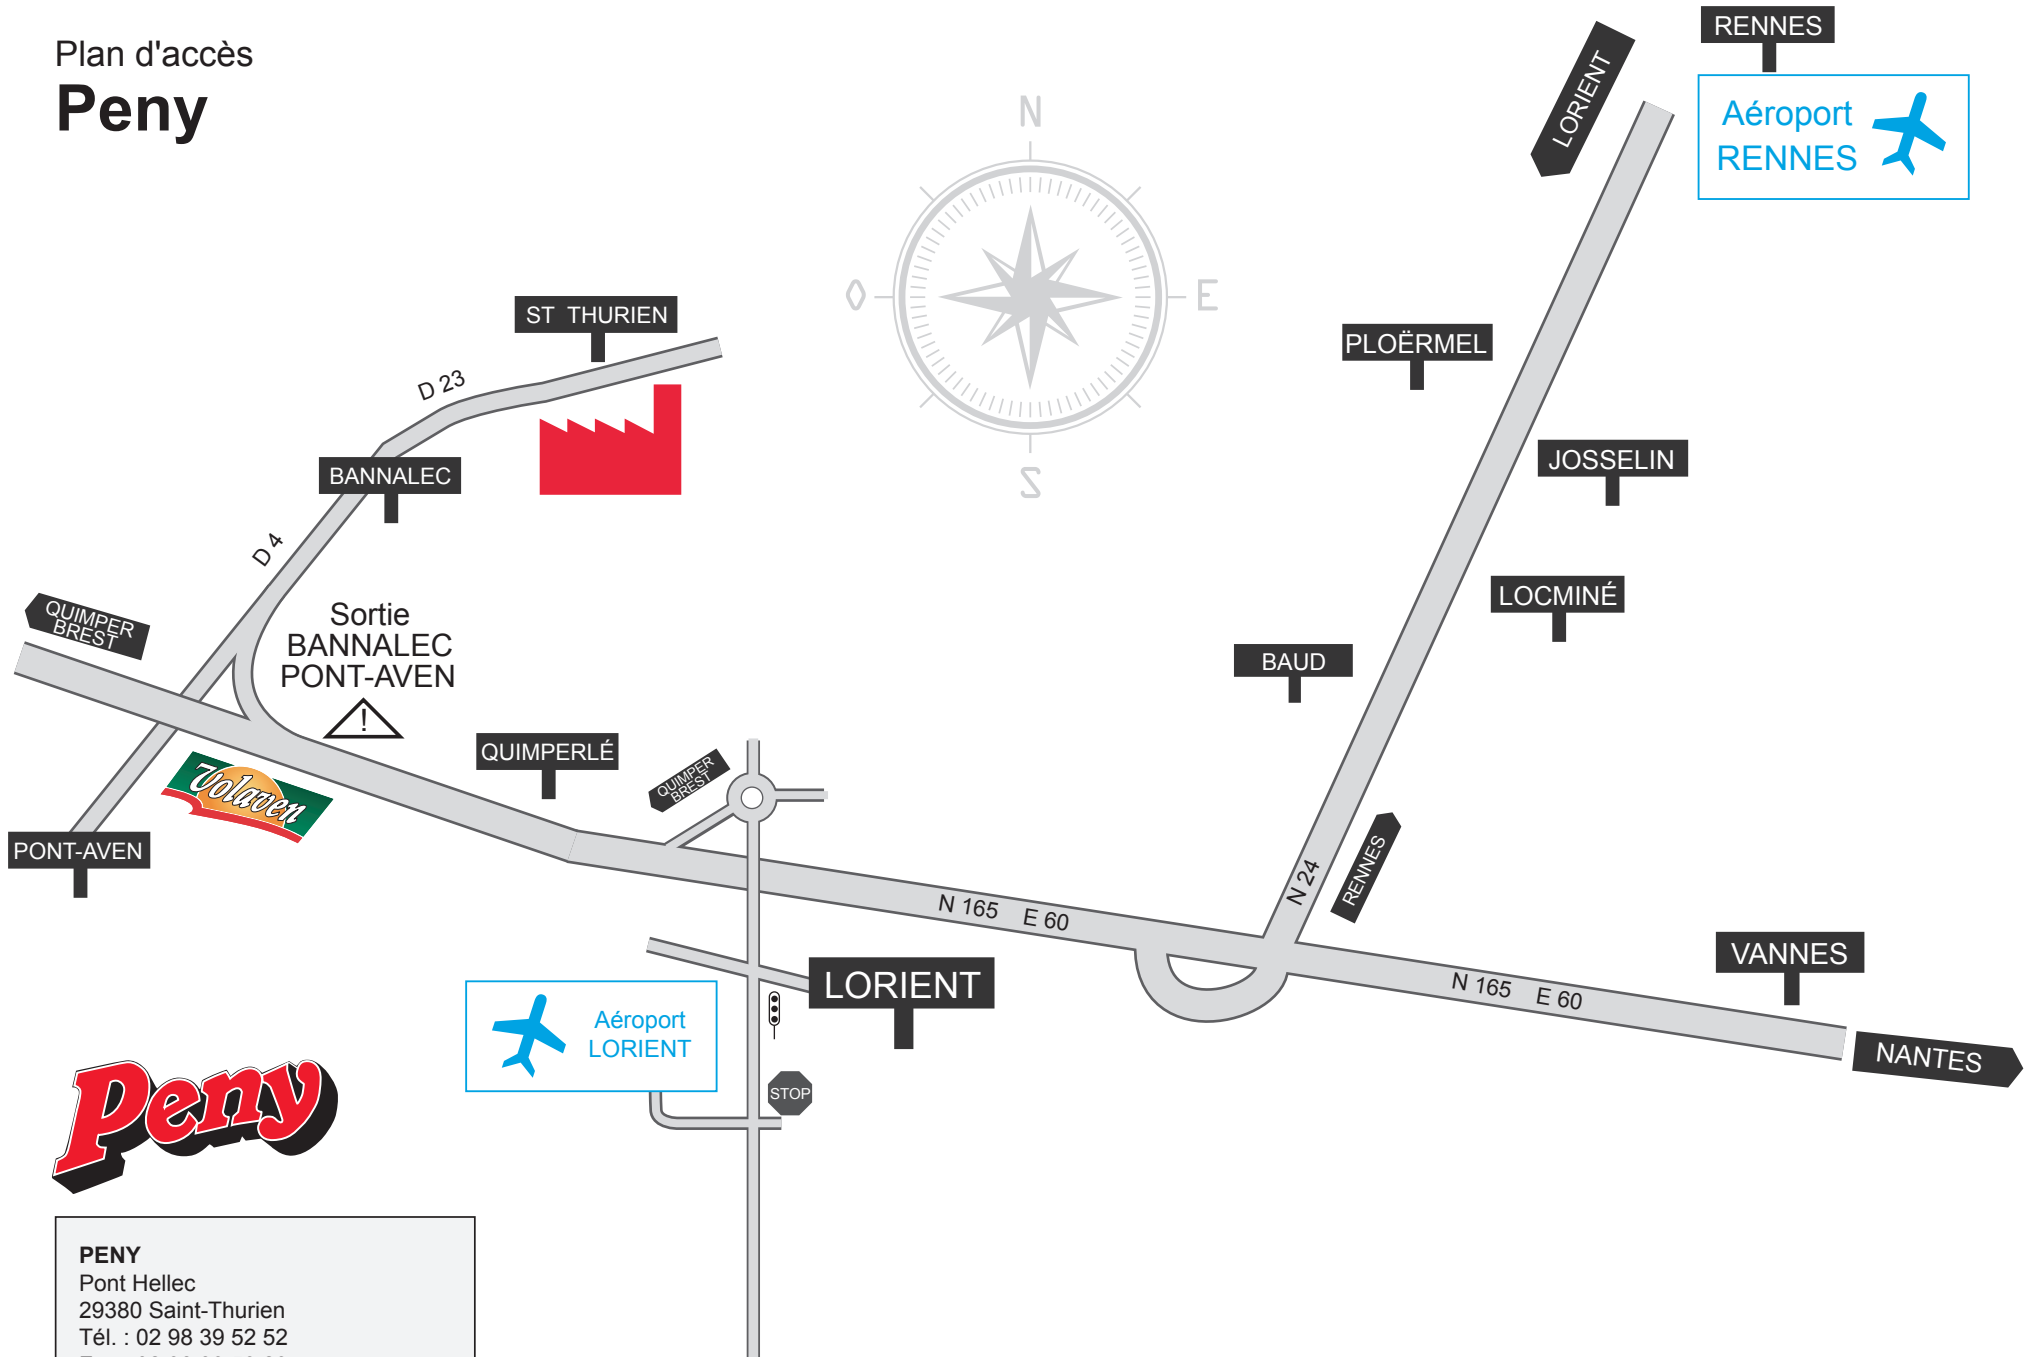 Plan d'accès
Peny
RENNES
LORIENT
Aéroport
RENNES
N
O
E
S
ST THURIEN
PLOËRMEL
D 23
JOSSELIN
BANNALEC
D 4
LOCMINÉ
QUIMPER
BREST
Sortie
BANNALEC
PONT-AVEN
!
BAUD
QUIMPERLÉ
QUIMPER
BREST
Volaven
PONT-AVEN
N 24
RENNES
N 165 E 60
VANNES
LORIENT
N 165 E 60
Aéroport
LORIENT
NANTES
STOP
Peny
PENY
Pont Hellec
29380 Saint-Thurien
Tél. : 02 98 39 52 52